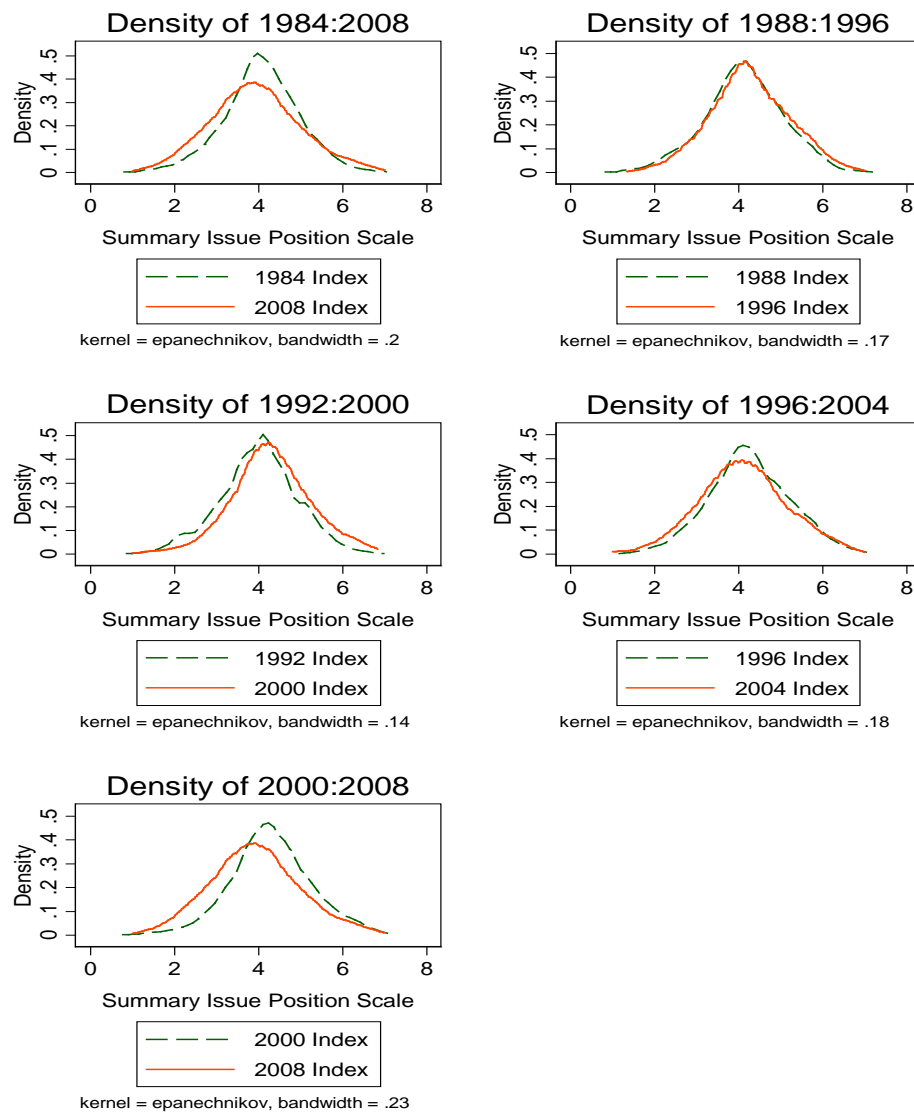 Density of 1984:2008
Density
.5
.4
.3
.2
.1
0
0 2 4 6 8
Summary Issue Position Scale
1984 Index
2008 Index
kernel = epanechnikov, bandwidth = .2
Density of 1988:1996
Density
.5
.4
.3
.2
.1
0
0 2 4 6 8
Summary Issue Position Scale
1988 Index
1996 Index
kernel = epanechnikov, bandwidth = .17
Density of 1992:2000
Density
.5
.4
.3
.2
.1
0
0 2 4 6 8
Summary Issue Position Scale
1992 Index
2000 Index
kernel = epanechnikov, bandwidth = .14
Density of 1996:2004
Density
.5
.4
.3
.2
.1
0
0 2 4 6 8
Summary Issue Position Scale
1996 Index
2004 Index
kernel = epanechnikov, bandwidth = .18
Density of 2000:2008
Density
.5
.4
.3
.2
.1
0
0 2 4 6 8
Summary Issue Position Scale
2000 Index
2008 Index
kernel = epanechnikov, bandwidth = .23